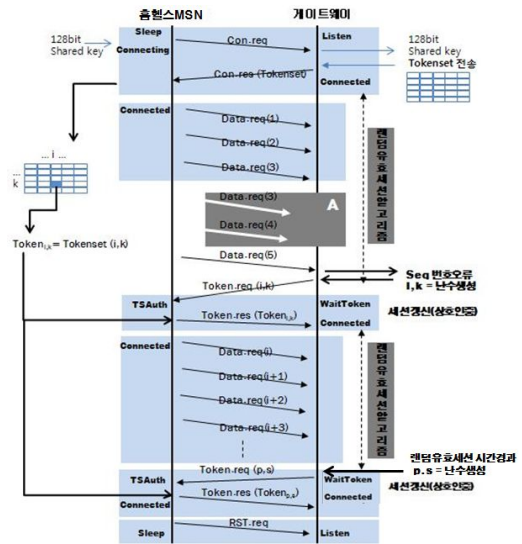 홈헬스MSN
게이트웨이
Sleep
Listen
128bit
Shared key
Connecting
Con.req
128bit
Shared key
Tokenset 전송
Con.res (Tokenset)
Connected
Connected
Data.req(1)
Data.req(2)
Data.req(3)
랜덤유효세션알고리즘
... i ...
...
k
Data.req(3)
A
Data.req(4)
Token i,k = Tokenset (i,k)
Data.req(5)
Seq 번호오류
I,k = 난수생성
Token.req (i,k)
TSAuth
WaitToken
세션갱신(상호인증)
Token.res (Token i,k)
Connected
Connected
Data.req(i)
Data.req(i+1)
Data.req(i+2)
Data.req(i+3)
랜덤유효세션알고리즘
랜덤유효세션 시간경과
p.s = 난수생성
Token.req (p,s)
TSAuth
WaitToken
세션갱신(상호인증)
Token.res (Token p,s)
Connected
Connected
RST.req
Sleep
Listen